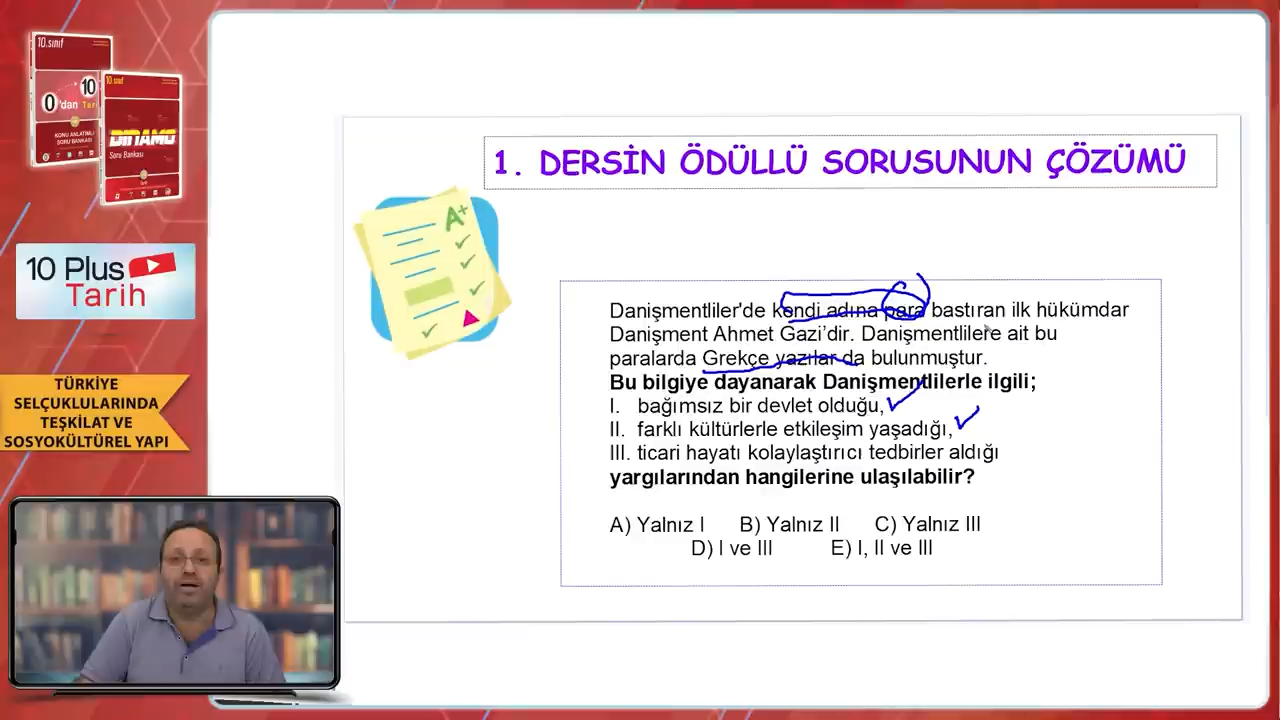 10.sınıf
0'dan 10
Tari
KONU ANLATIMLI
SORU BANKASI
10.sınıf
DINAMO
Soru Bankası
10 Plus
Tarih
TÜRKİYE
SELÇUKLULARINDA
TEŞKİLAT VE
SOSYOKÜLTÜREL YAPI
1. DERSİN ÖDÜLLÜ SORUSUNUN ÇÖZÜMÜ
A+
Danişmentliler'de kendi adına para bastıran ilk hükümdar
Danişment Ahmet Gazi'dir. Danişmentlilere ait bu
paralarda Grekçe yazılar da bulunmuştur.
Bu bilgiye dayanarak Danişmentlilerle ilgili;
I. bağımsız bir devlet olduğu,
II. farklı kültürlerle etkileşim yaşadığı,
III. ticari hayatı kolaylaştırıcı tedbirler aldığı
yargılarından hangilerine ulaşılabilir?
A) Yalnız I B) Yalnız II C) Yalnız III
D) I ve III E) I, II ve III